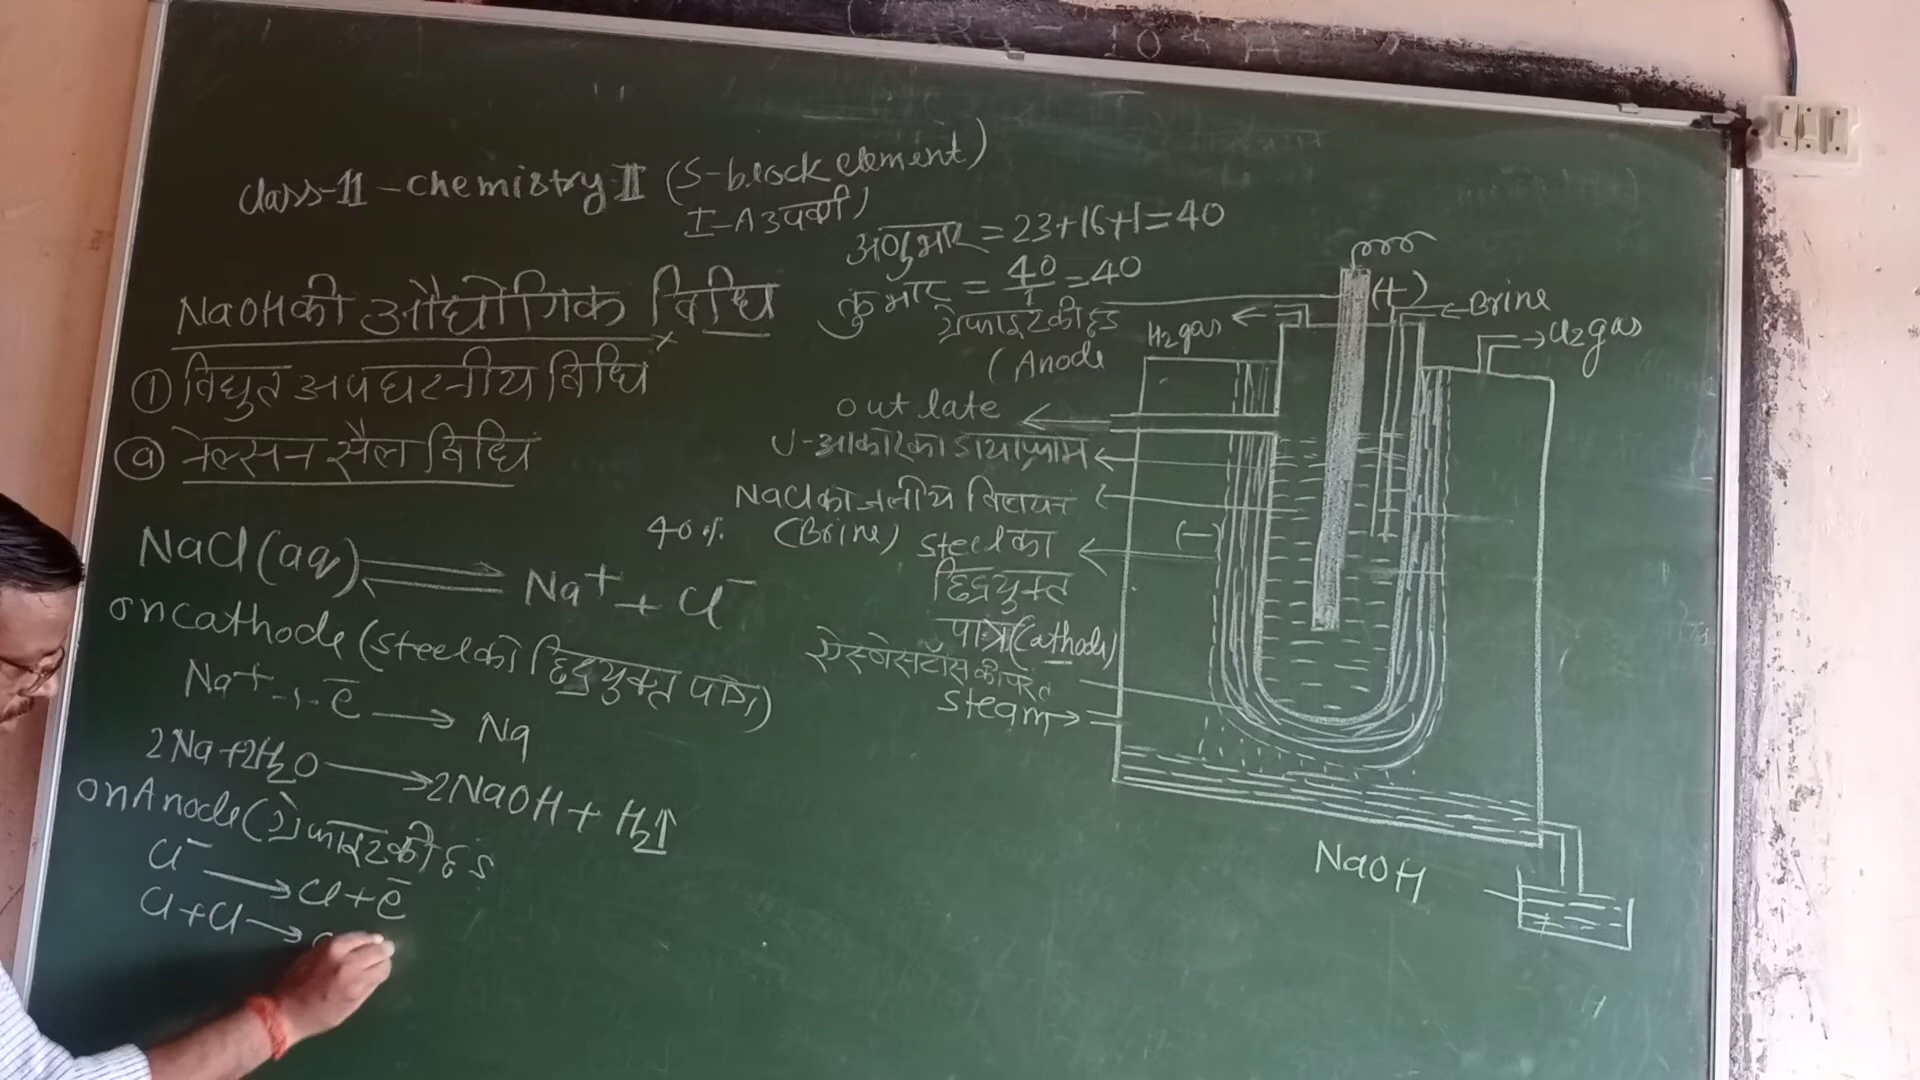 Class-11-Chemistry-II (S-block element)
I-A उपवर्ग)
NaOH की औद्योगिक विधि
① विद्युत अपघटनीय विधि
ⓐ नेल्सन सैल विधि
NaCl(aq) ⇌ Na⁺ + Cl⁻
on cathode (steel की छिद्रयुक्त पात्र)
Na⁺ + e⁻ → Na
2Na+2H₂O → 2NaOH + H₂↑
on Anode (ग्रेफाइट की छड़
Cl⁻ → Cl + e⁻
Cl + Cl →
अणुभार = 23+16+1=40
तु भार = 40/1 = 40
ग्रेफाइट की छड़
(Anode
H₂ gas
(+)
Brine
Cl₂ gas
out late
U-आकार का डायाफ्राम
NaCl का जलीय विलयन
40% (Brine)
steel का
छिद्रयुक्त
पात्र (Cathode)
(-)
ऐस्बेसटॉस की परत
steam →
NaOH